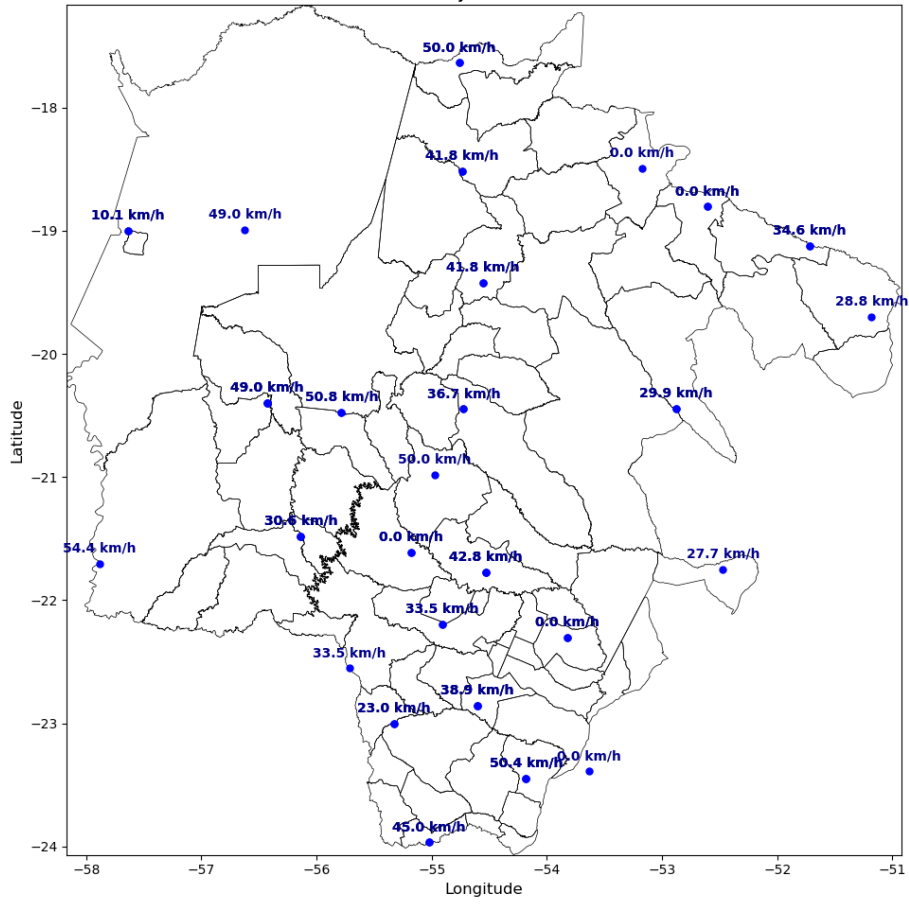 50.0 km/h
−18
41.8 km/h
0.0 km/h
0.0 km/h
10.1 km/h
49.0 km/h
34.6 km/h
−19
41.8 km/h
28.8 km/h
−20
49.0 km/h
50.8 km/h
36.7 km/h
29.9 km/h
Latitude
50.0 km/h
−21
30.6 km/h
54.4 km/h
0.0 km/h
42.8 km/h
27.7 km/h
−22
33.5 km/h
0.0 km/h
33.5 km/h
38.9 km/h
23.0 km/h
−23
50.4 km/h
0.0 km/h
45.0 km/h
−24
−58 −57 −56 −55 −54 −53 −52 −51
Longitude